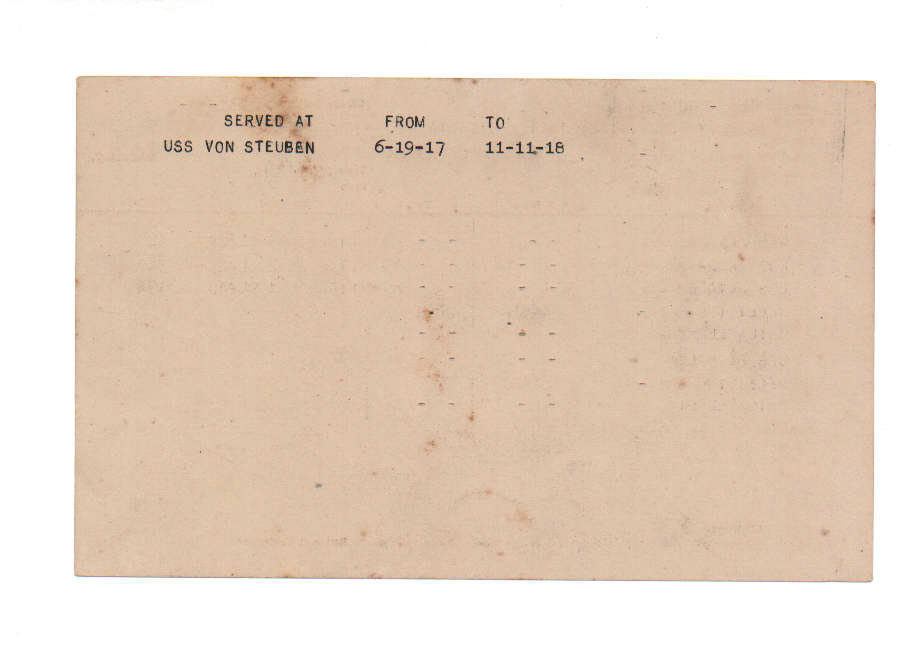 SERVED AT FROM TO
USS VON STEUBEN 6-19-17 11-11-18